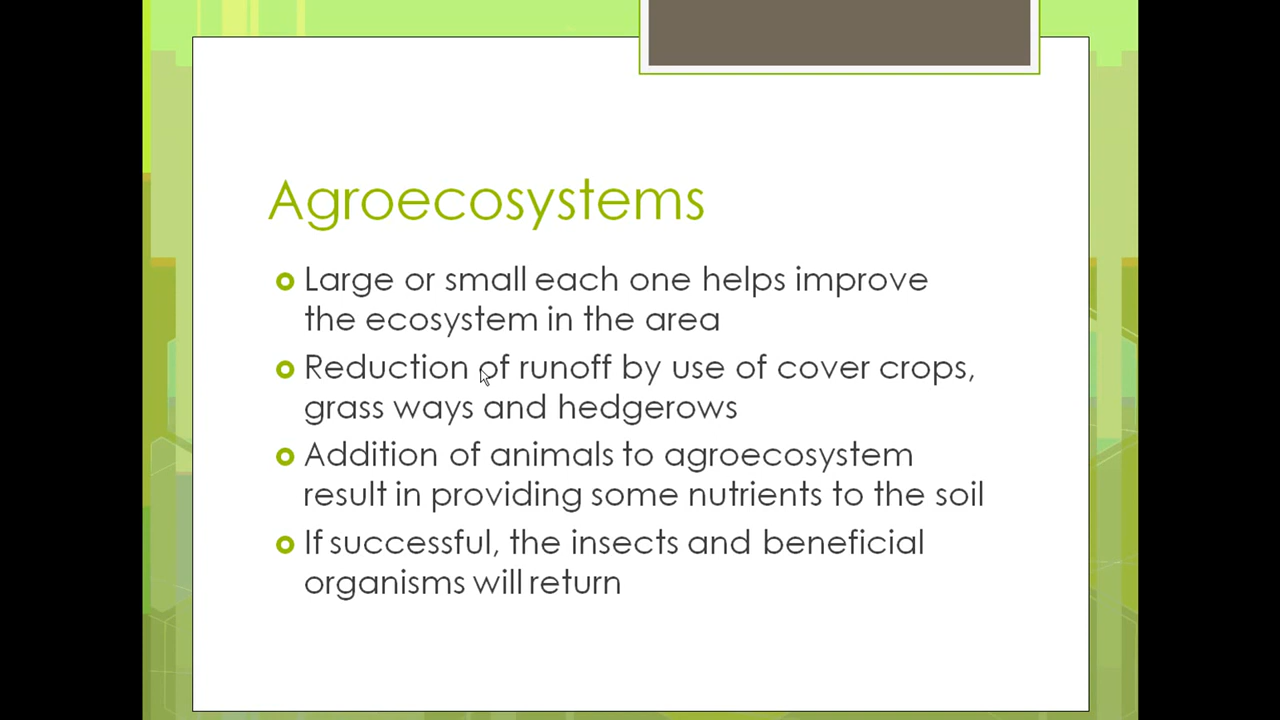 Agroecosystems
Large or small each one helps improve
the ecosystem in the area
Reduction of runoff by use of cover crops,
grass ways and hedgerows
Addition of animals to agroecosystem
result in providing some nutrients to the soil
If successful, the insects and beneficial
organisms will return